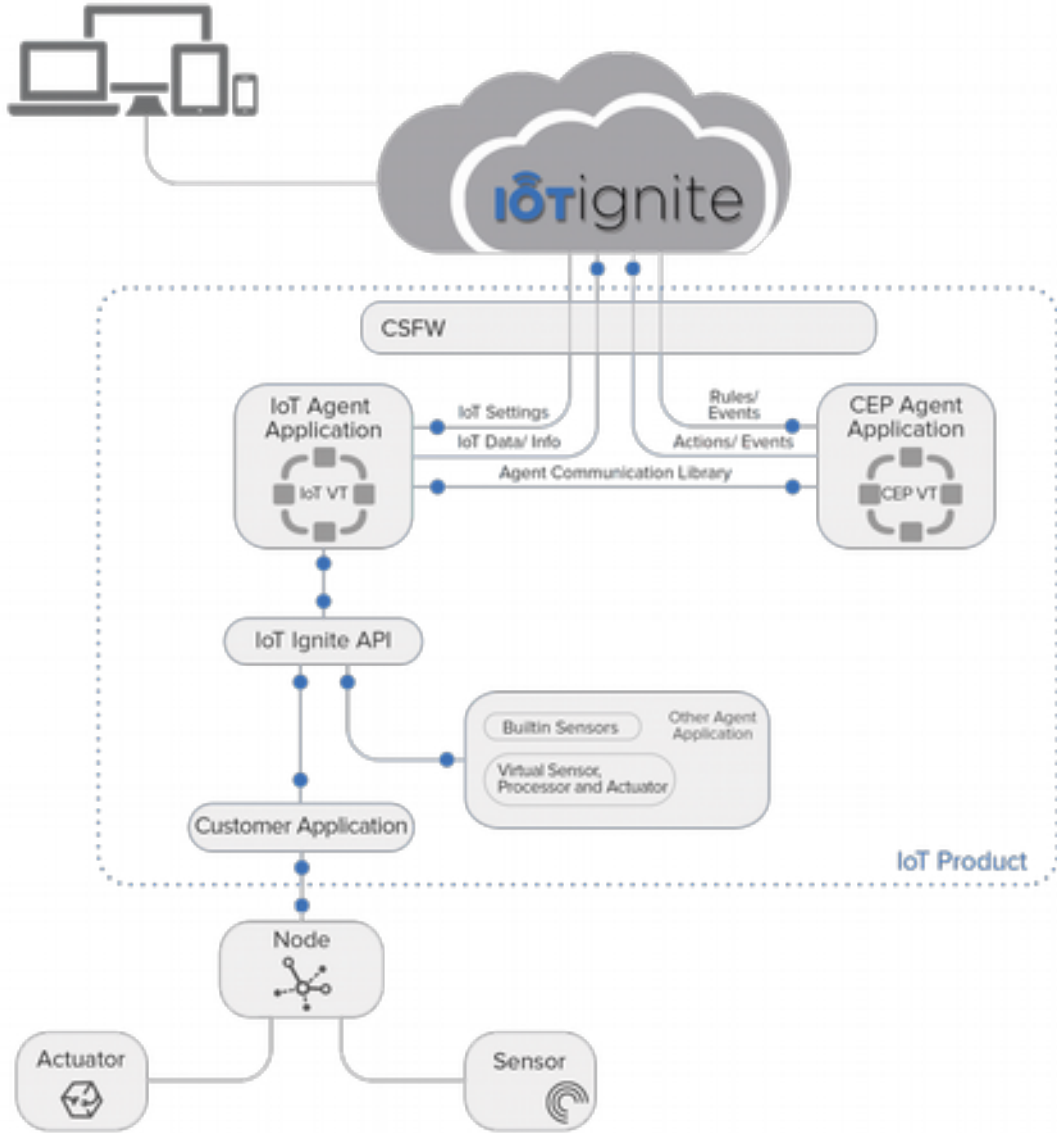 IOTignite
CSFW
IoT Agent
Application
IoT VT
IoT Settings
IoT Data/ Info
Rules/
Events
Actions/ Events
Agent Communication Library
CEP Agent
Application
CEP VT
IoT Ignite API
Builtin Sensors
Other Agent
Application
Virtual Sensor,
Processor and Actuator
Customer Application
IoT Product
Node
Actuator
Sensor